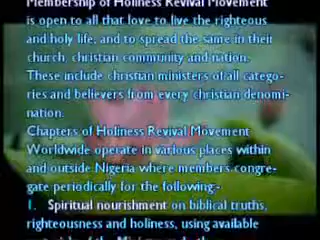 Membership of Holiness Revival Movement
is open to all that love to live the righteous
and holy life, and to spread the same in their
church, christian community and nation.
These include christian ministers of all catego-
ries and believers from every christian denomi-
nation.
Chapters of Holiness Revival Movement
Worldwide operate in various places within
and outside Nigeria where members congre-
gate periodically for the following:-
1. Spiritual nourishment on biblical truths,
righteousness and holiness, using available